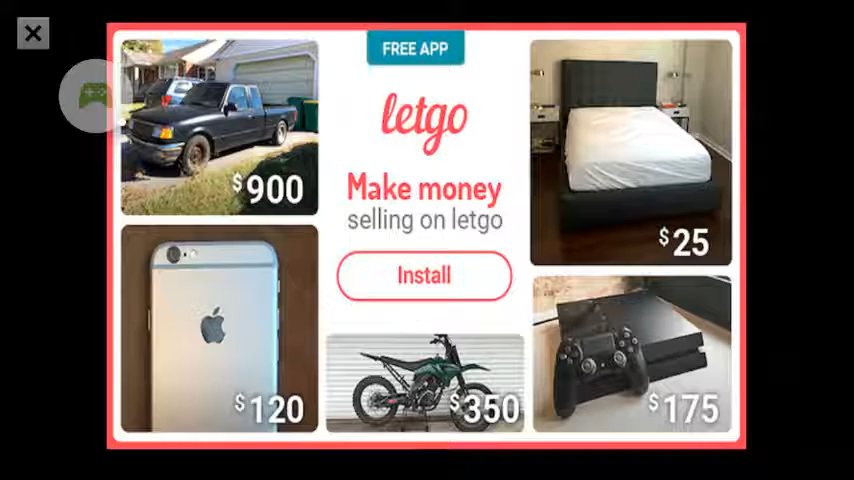 FREE APP
letgo
Make money
selling on letgo
Install
$900
$25
$120
$350
$175